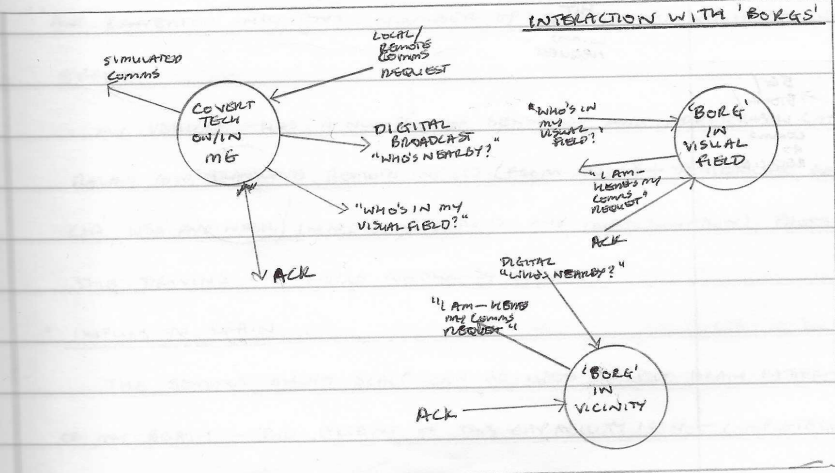 INTERACTION WITH 'BORGS'
LOCAL/
REMOTE
COMMS
REQUEST
SIMULATED
COMMS
COVERT
TECH
ON/IN
ME
DIGITAL
BROADCAST
"WHO'S NEARBY?"
"WHO'S IN MY
VISUAL FIELD?"
ACK
"WHO'S IN
MY
VISUAL
FIELD?"
'BORG'
IN
VISUAL
FIELD
"I AM—
HERE'S MY
COMMS
REQUEST"
ACK
DIGITAL
"WHO'S NEARBY?"
"I AM—HERE'S
MY COMMS
REQUEST"
'BORG'
IN
VICINITY
ACK